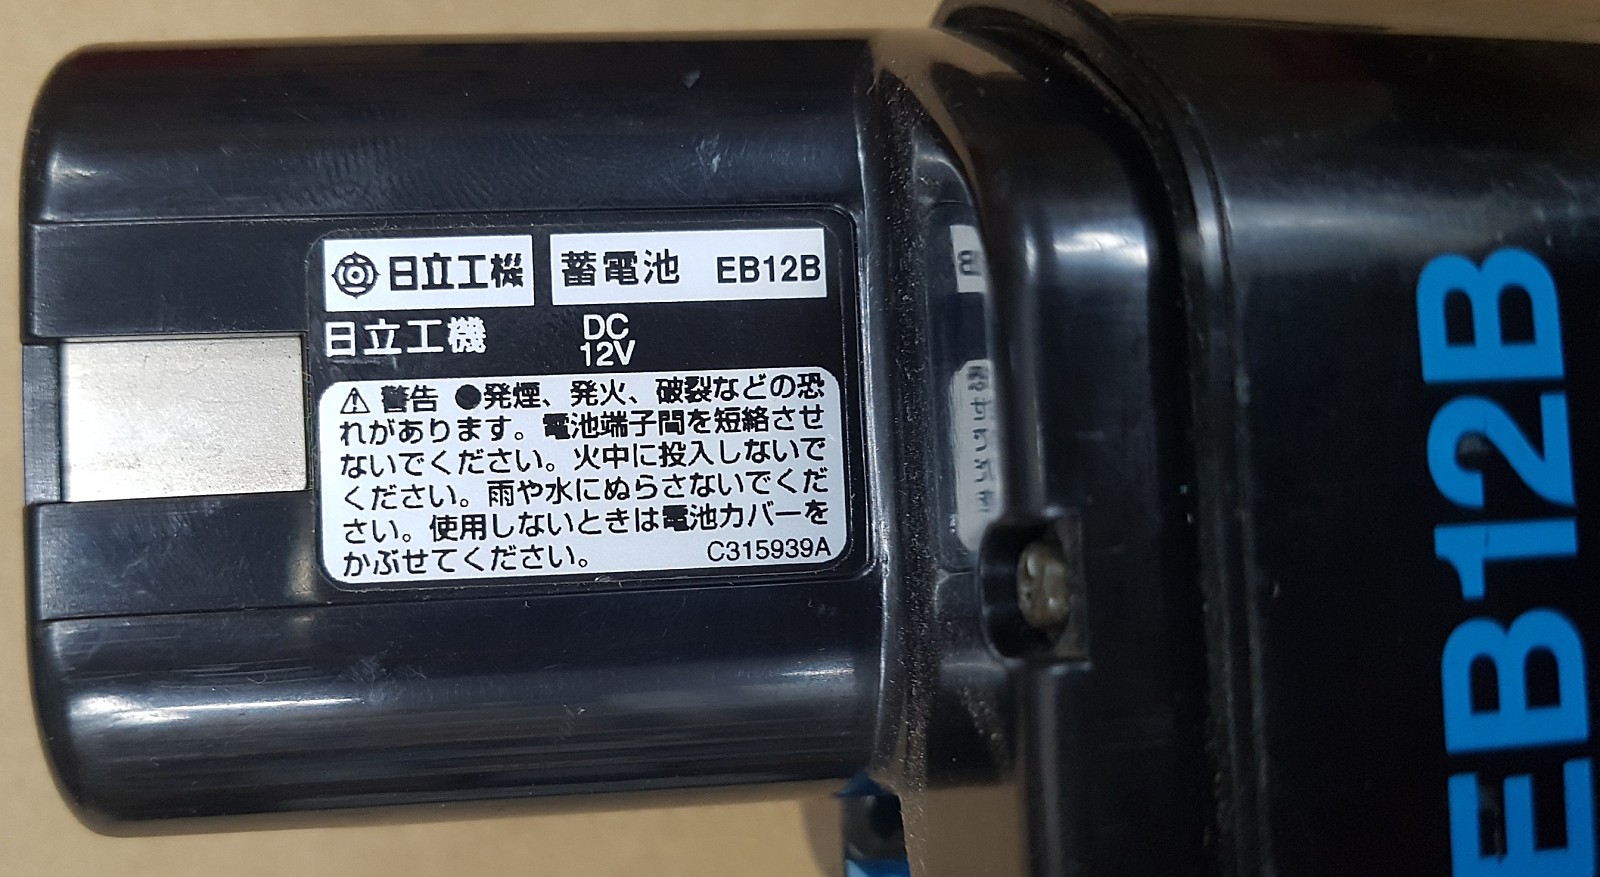 日立工機 蓄電池 EB12B
日立工機 DC
12V
⚠ 警告 ●発煙、発火、破裂などの恐
れがあります。電池端子間を短絡させ
ないでください。火中に投入しないで
ください。雨や水にぬらさないでくだ
さい。使用しないときは電池カバーを
かぶせてください。 C315939A
EB12B